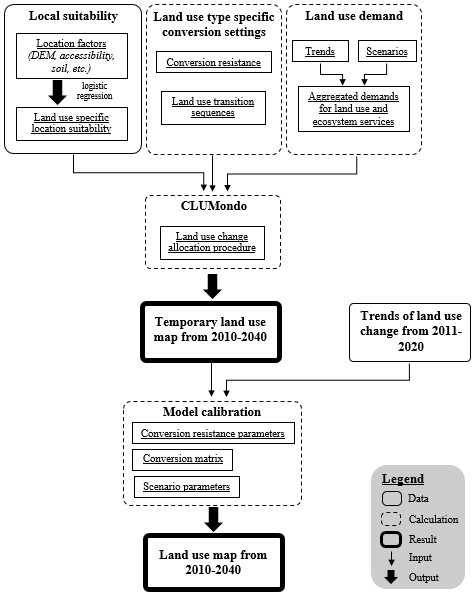 Local suitability
Location factors
(DEM, accessibility,
soil, etc.)
logistic
regression
Land use specific
location suitability
Land use type specific
conversion settings
Conversion resistance
Land use transition
sequences
Land use demand
Trends
Scenarios
Aggregated demands
for land use and
ecosystem services
CLUMondo
Land use change
allocation procedure
Temporary land use
map from 2010-2040
Trends of land use
change from 2011-
2020
Model calibration
Conversion resistance parameters
Conversion matrix
Scenario parameters
Land use map from
2010-2040
Legend
Data
Calculation
Result
Input
Output